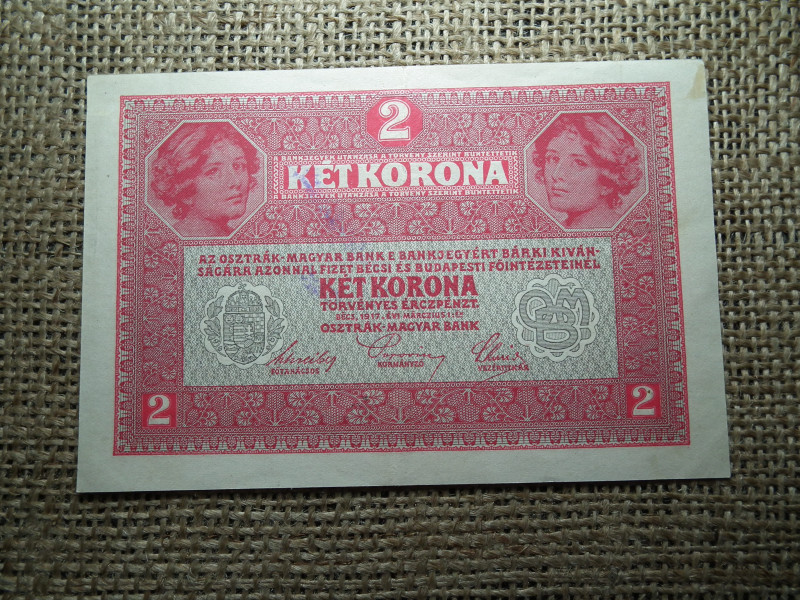 2
A BANKJEGYEK UTÁNZÁSA A TÖRVÉNY SZERINT BÜNTETTETIK
KÉT KORONA
A BANKJEGYEK UTÁNZÁSA A TÖRVÉNY SZERINT BÜNTETTETIK
AZ OSZTRÁK-MAGYAR BANK E BANKJEGYÉRT BÁRKI KIVÁN-
SÁGÁRA AZONNAL FIZET BÉCSI ÉS BUDAPESTI FŐINTÉZETEINÉL
KÉT KORONA
TÖRVÉNYES ÉRCZPÉNZT.
BÉCS, 1917. ÉVI MÁRCZIUS 1-ÉN
OSZTRÁK-MAGYAR BANK
FŐTANÁCSOS
KORMÁNYZÓ
VEZÉRTITKÁR
2
2